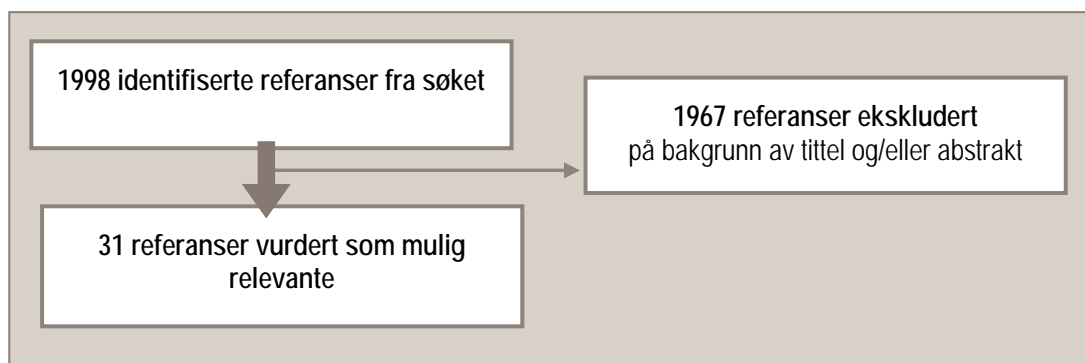 1998 identifiserte referanser fra søket
1967 referanser ekskludert
på bakgrunn av tittel og/eller abstrakt
31 referanser vurdert som mulig
relevante